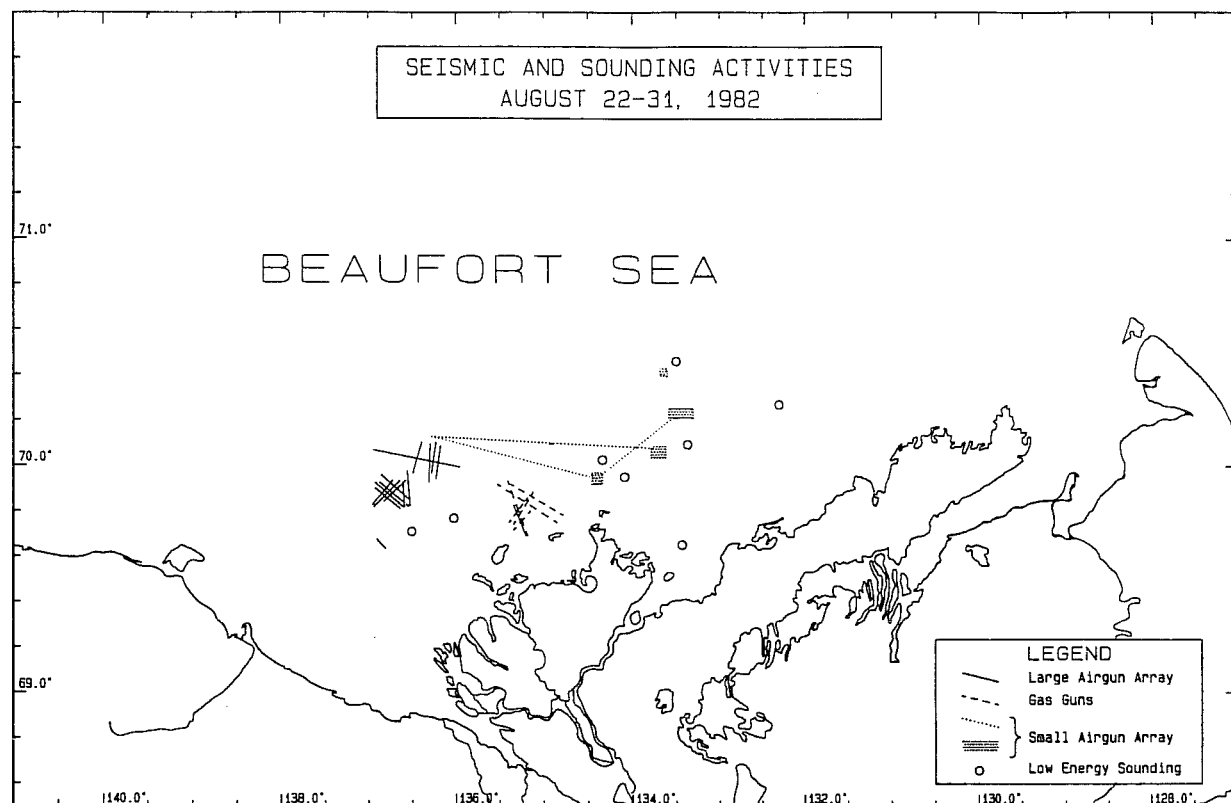 SEISMIC AND SOUNDING ACTIVITIES
AUGUST 22-31, 1982
71.0°
BEAUFORT SEA
70.0°
69.0°
LEGEND
Large Airgun Array
Gas Guns
Small Airgun Array
Low Energy Sounding
140.0° 138.0° 136.0° 134.0° 132.0° 130.0° 128.0°